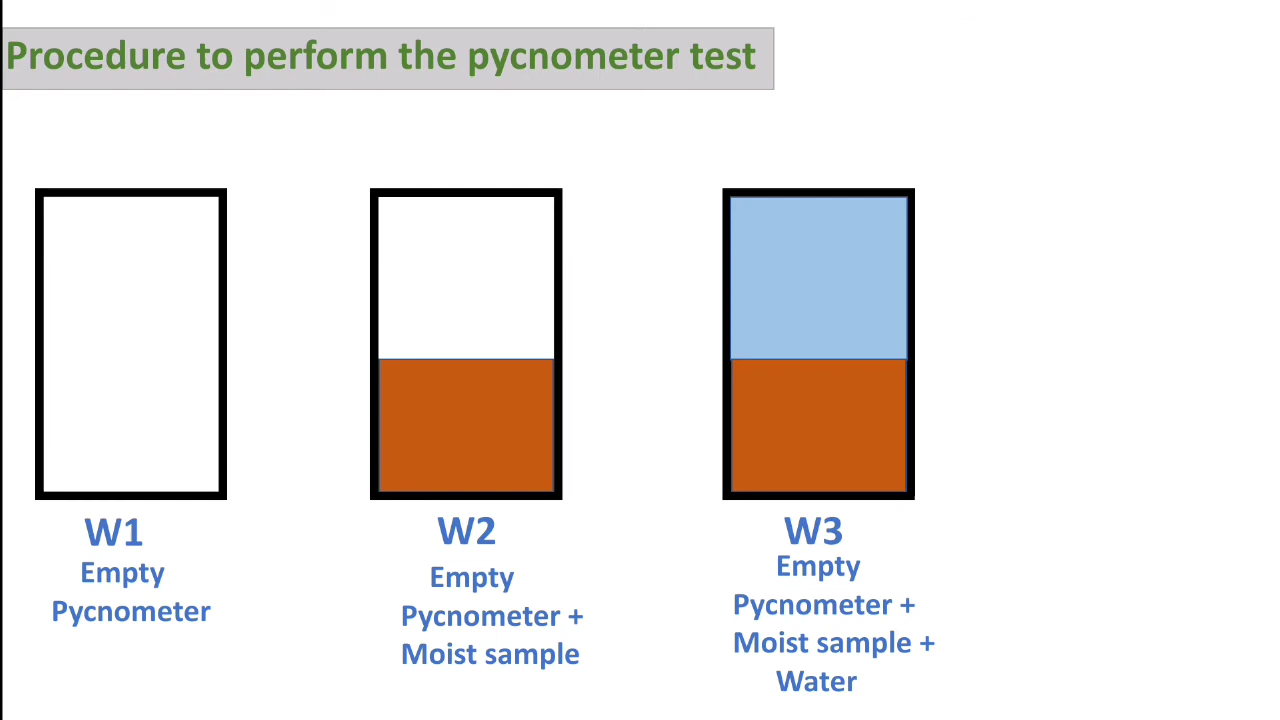 Procedure to perform the pycnometer test
W1
Empty
Pycnometer
W2
Empty
Pycnometer +
Moist sample
W3
Empty
Pycnometer +
Moist sample +
Water